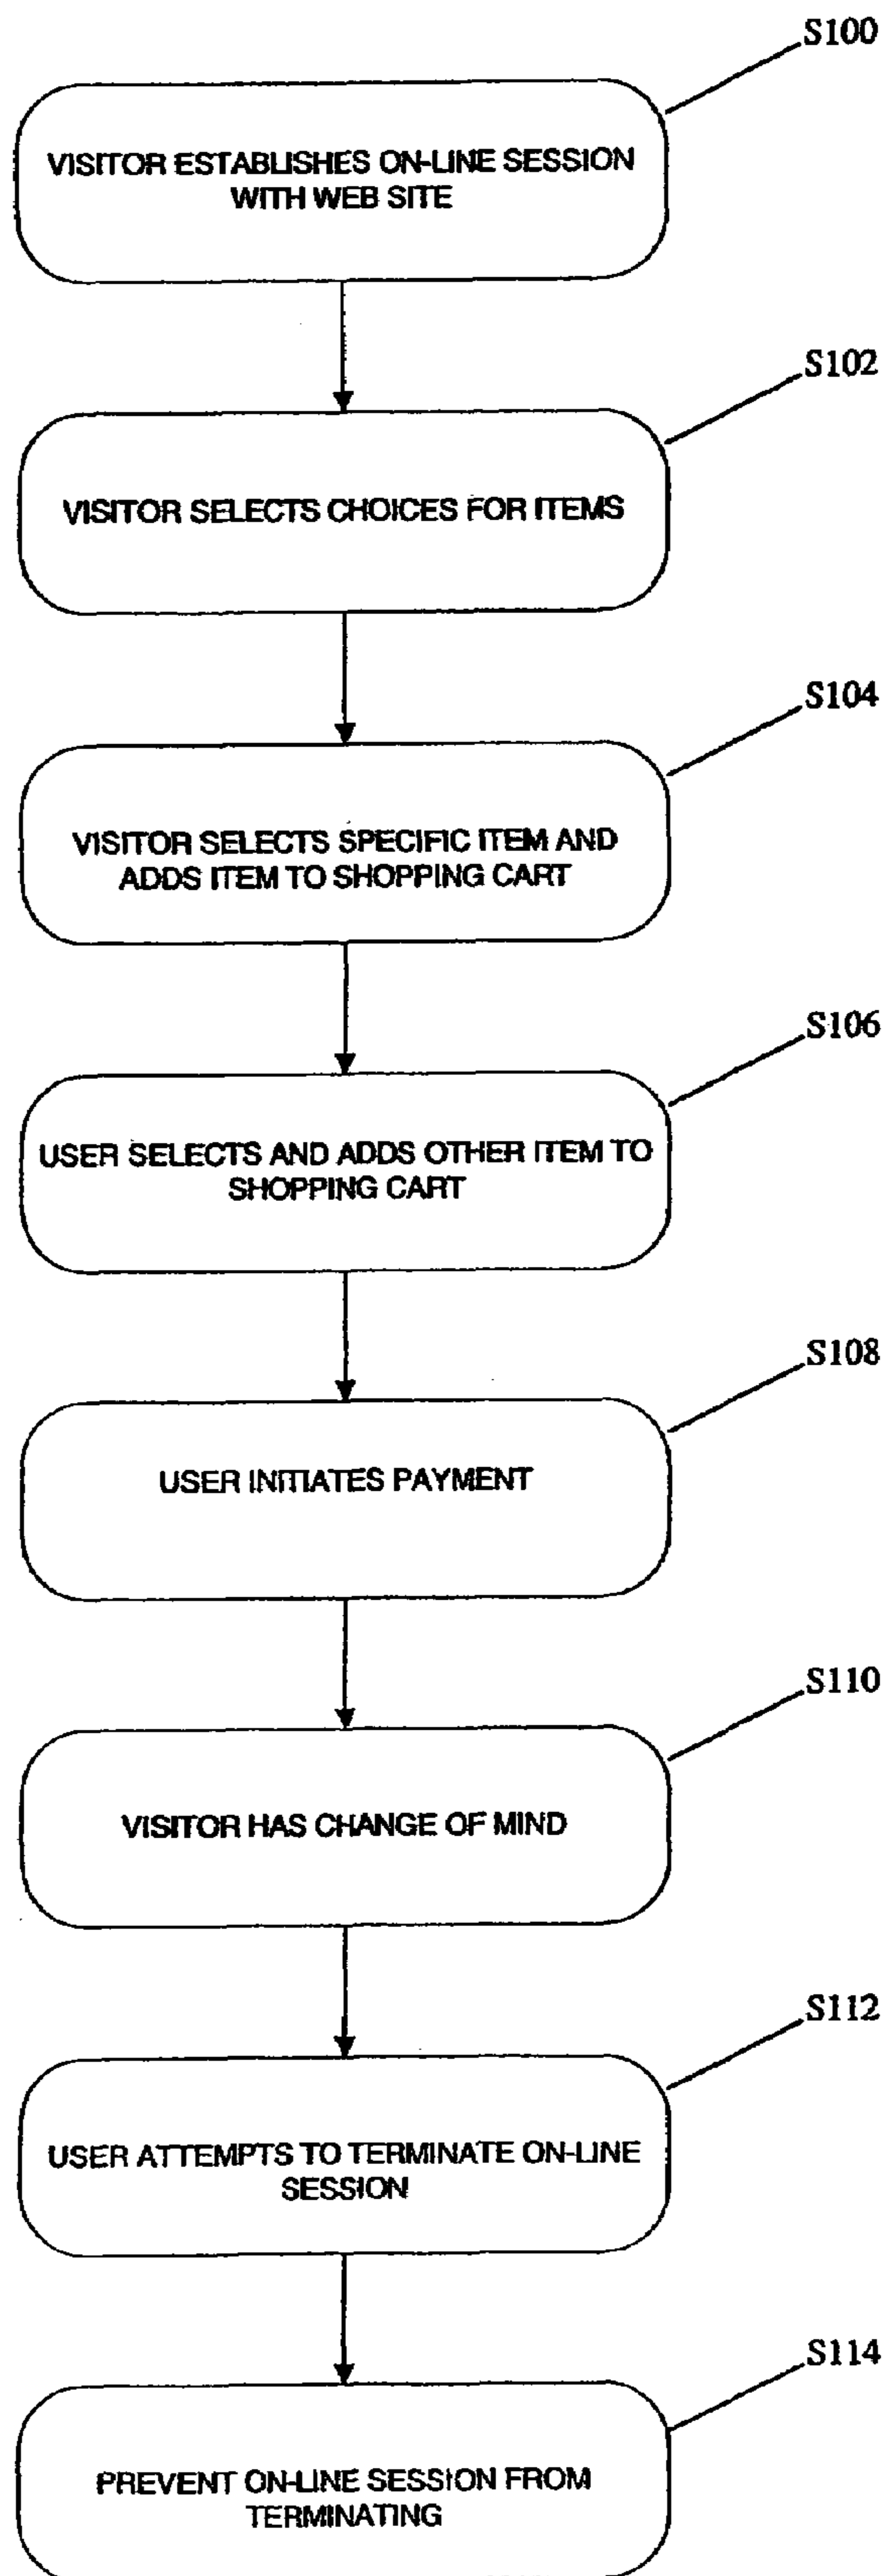 S100
VISITOR ESTABLISHES ON-LINE SESSION
WITH WEB SITE
S102
VISITOR SELECTS CHOICES FOR ITEMS
S104
VISITOR SELECTS SPECIFIC ITEM AND
ADDS ITEM TO SHOPPING CART
S106
USER SELECTS AND ADDS OTHER ITEM TO
SHOPPING CART
S108
USER INITIATES PAYMENT
S110
VISITOR HAS CHANGE OF MIND
S112
USER ATTEMPTS TO TERMINATE ON-LINE
SESSION
S114
PREVENT ON-LINE SESSION FROM
TERMINATING